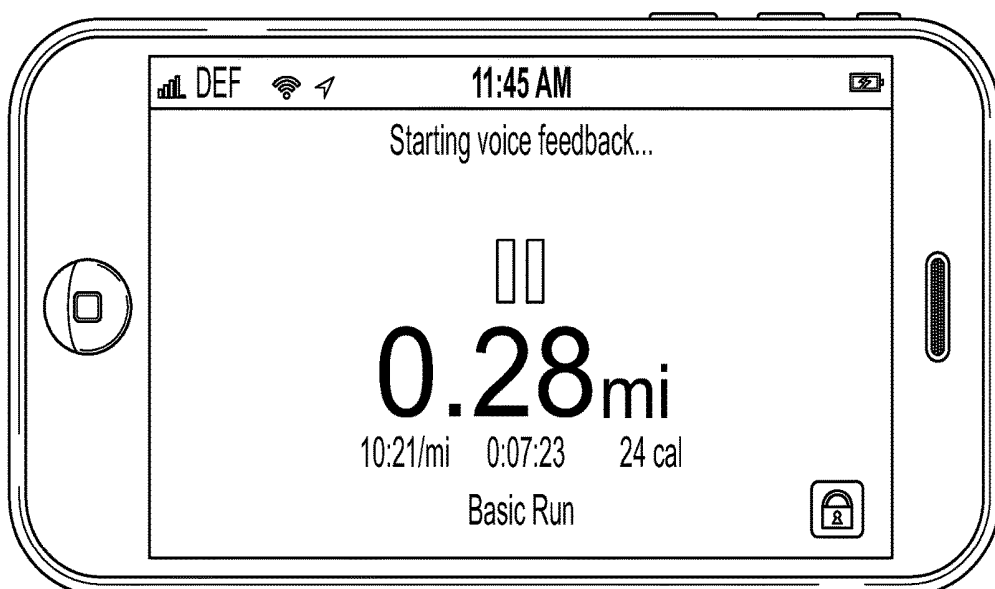 DEF 11:45 AM
Starting voice feedback...
0.28mi
10:21/mi 0:07:23 24 cal
Basic Run